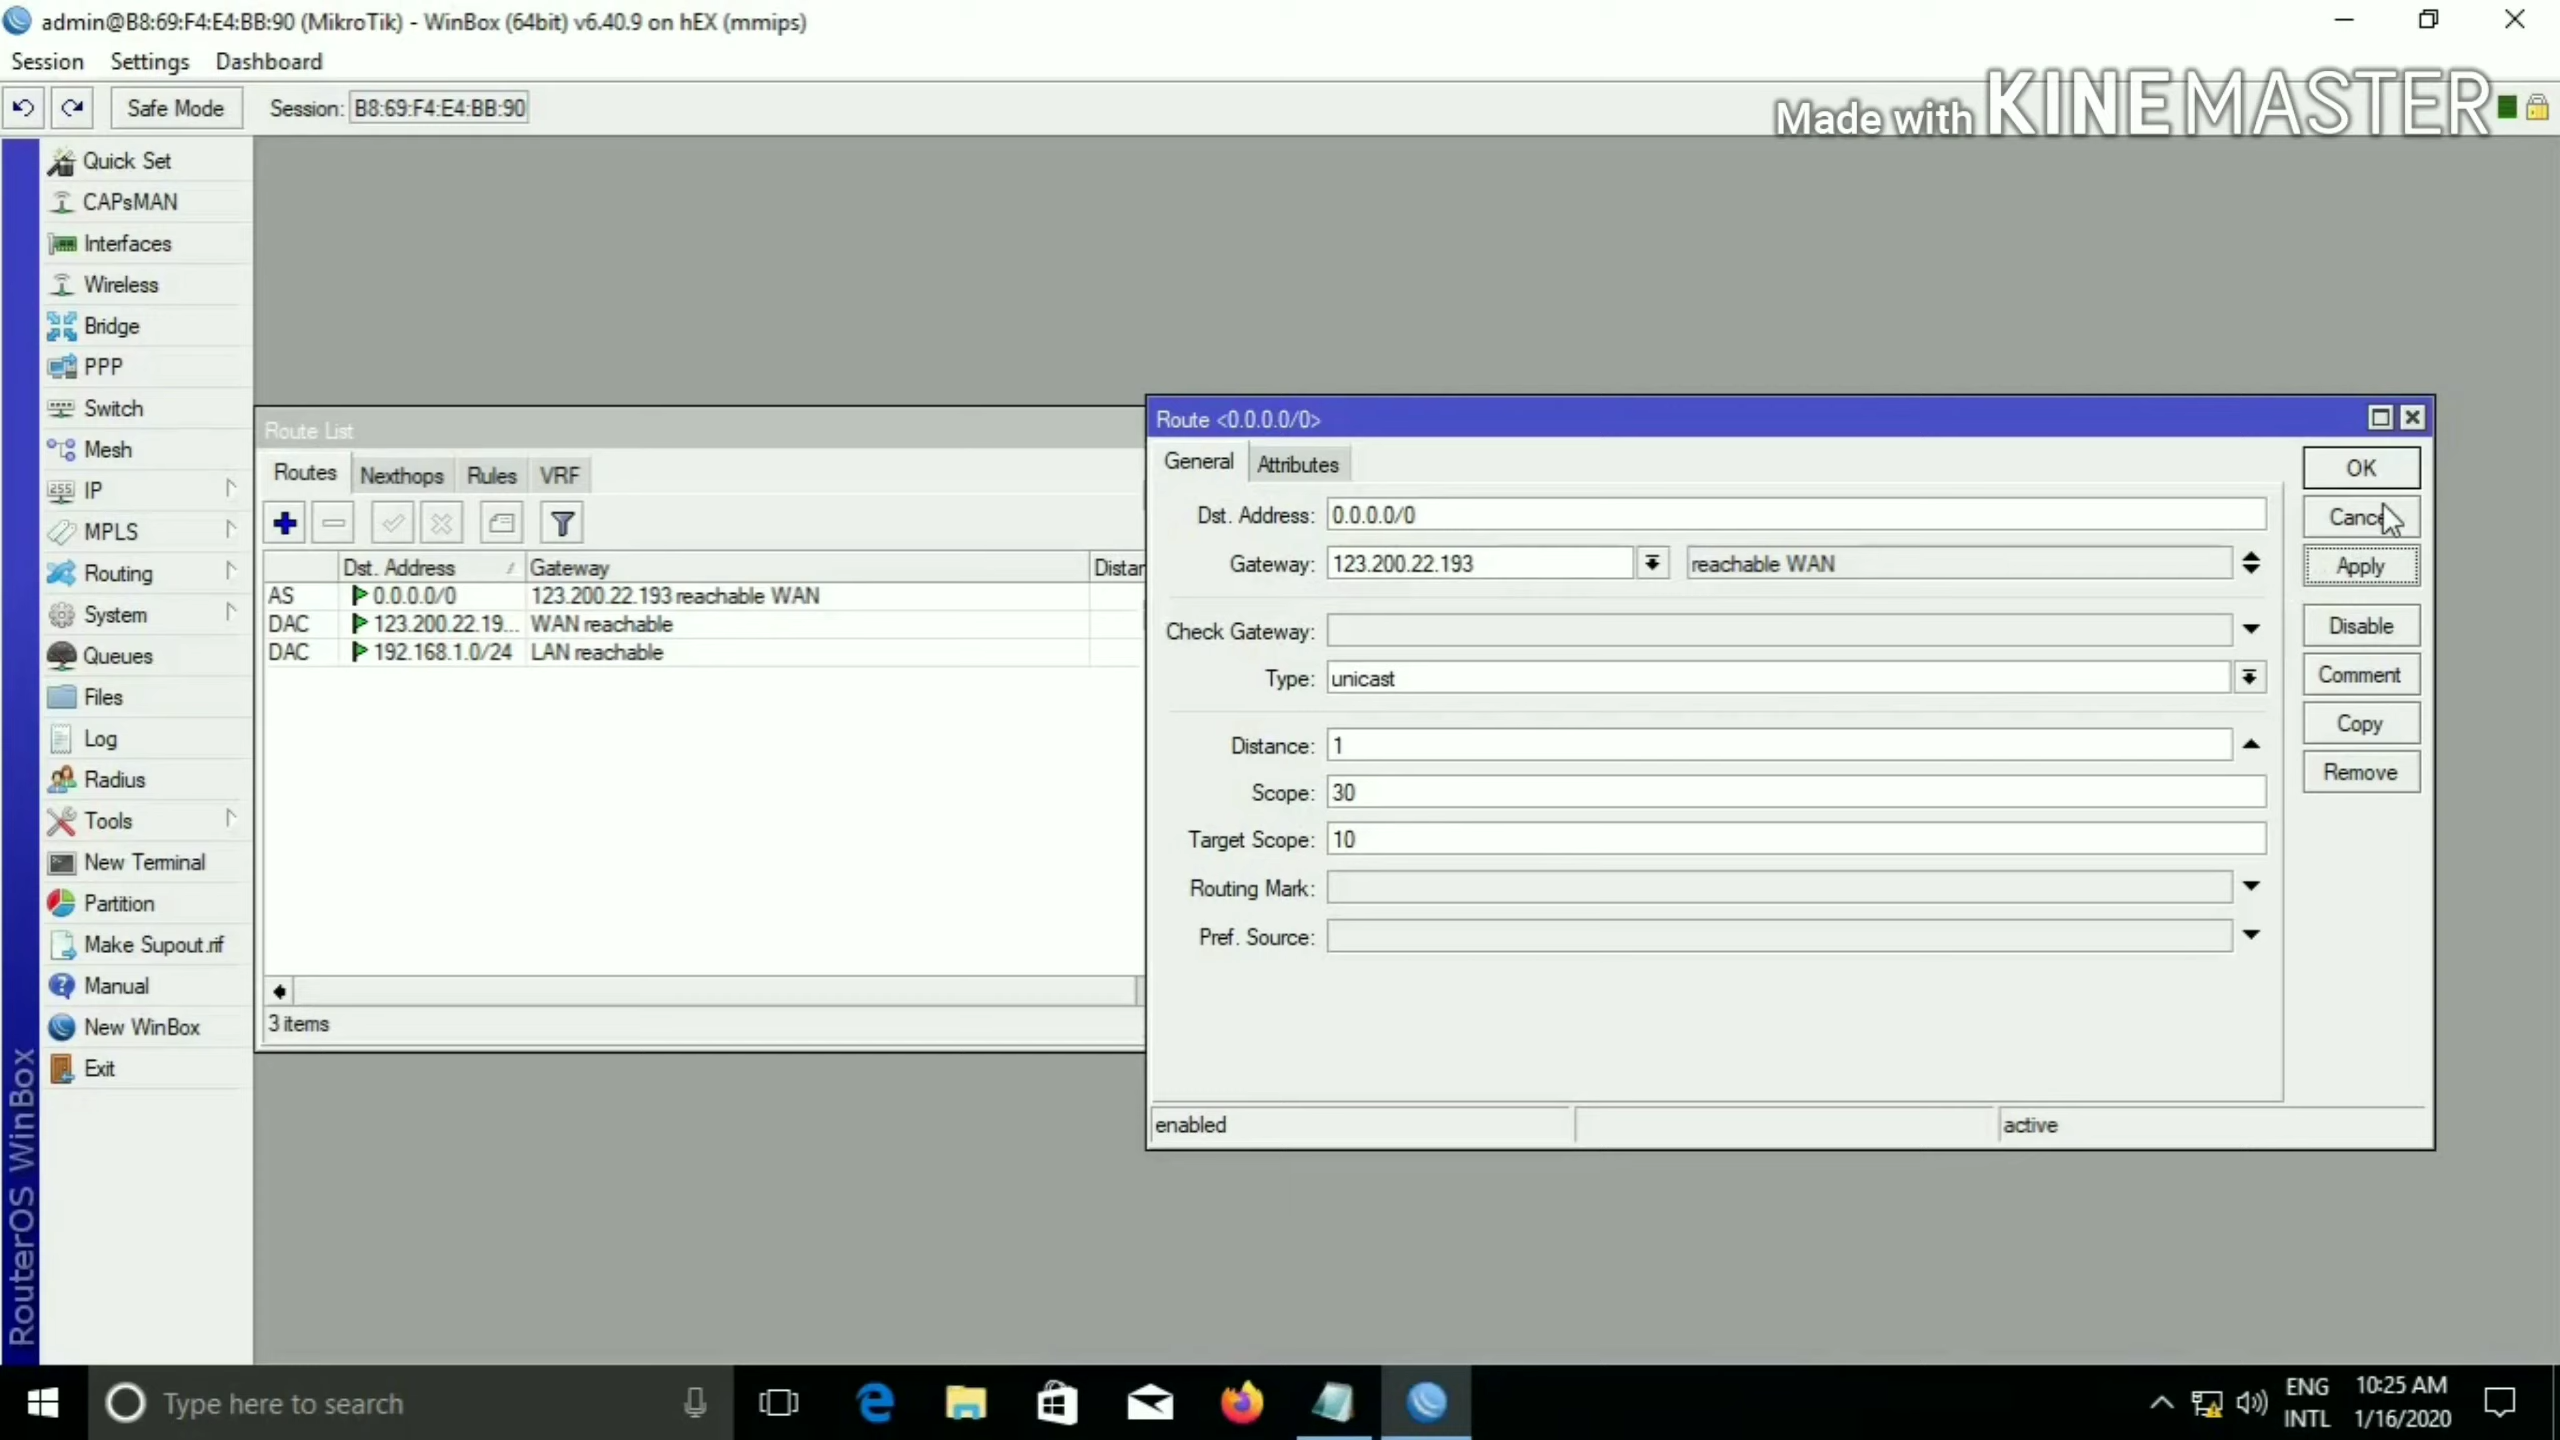 admin@B8:69:F4:E4:BB:90 (MikroTik) - WinBox (64bit) v6.40.9 on hEX (mmips)
Session Settings Dashboard
Safe Mode Session: B8:69:F4:E4:BB:90
Made with KINEMASTER
Quick Set
CAPsMAN
Interfaces
Wireless
Bridge
PPP
Switch
Mesh
255 IP
MPLS
Routing
System
Queues
Files
Log
Radius
Tools
New Terminal
Partition
Make Supout.rif
Manual
New WinBox
Exit
RouterOS WinBox
Route List
Routes Nexthops Rules VRF
Dst. Address Gateway Distan
AS 0.0.0.0/0 123.200.22.193 reachable WAN
DAC 123.200.22.19... WAN reachable
DAC 192.168.1.0/24 LAN reachable
3 items
Route <0.0.0.0/0>
General Attributes
Dst. Address: 0.0.0.0/0
Gateway: 123.200.22.193 reachable WAN
Check Gateway:
Type: unicast
Distance: 1
Scope: 30
Target Scope: 10
Routing Mark:
Pref. Source:
OK
Cancel
Apply
Disable
Comment
Copy
Remove
enabled active
Type here to search
ENG
INTL
10:25 AM
1/16/2020